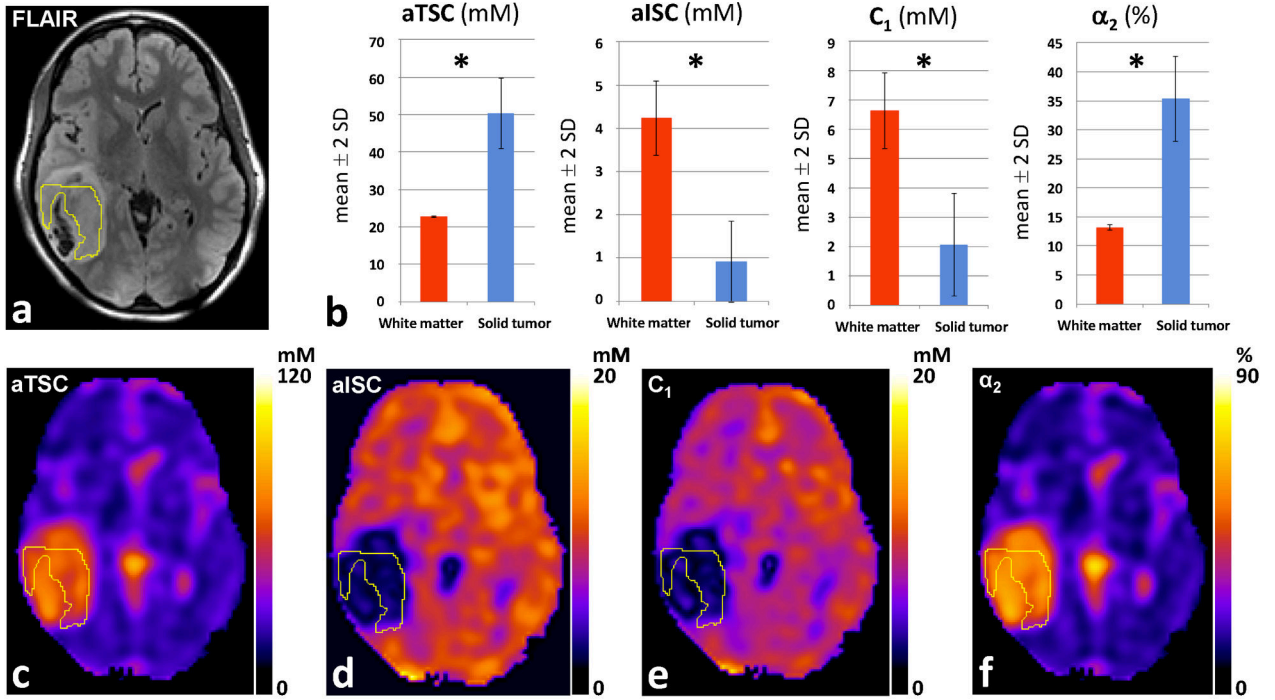 FLAIR
a
b
aTSC (mM)
mean ± 2 SD
70
60
50
40
30
20
10
0
*
White matter Solid tumor
aISC (mM)
mean ± 2 SD
6
5
4
3
2
1
0
*
White matter Solid tumor
C₁ (mM)
mean ± 2 SD
9
8
7
6
5
4
3
2
1
0
*
White matter Solid tumor
α₂ (%)
mean ± 2 SD
45
40
35
30
25
20
15
10
5
0
*
White matter Solid tumor
aTSC
mM
120
0
c
aISC
mM
20
0
d
C₁
mM
20
0
e
α₂
%
90
0
f